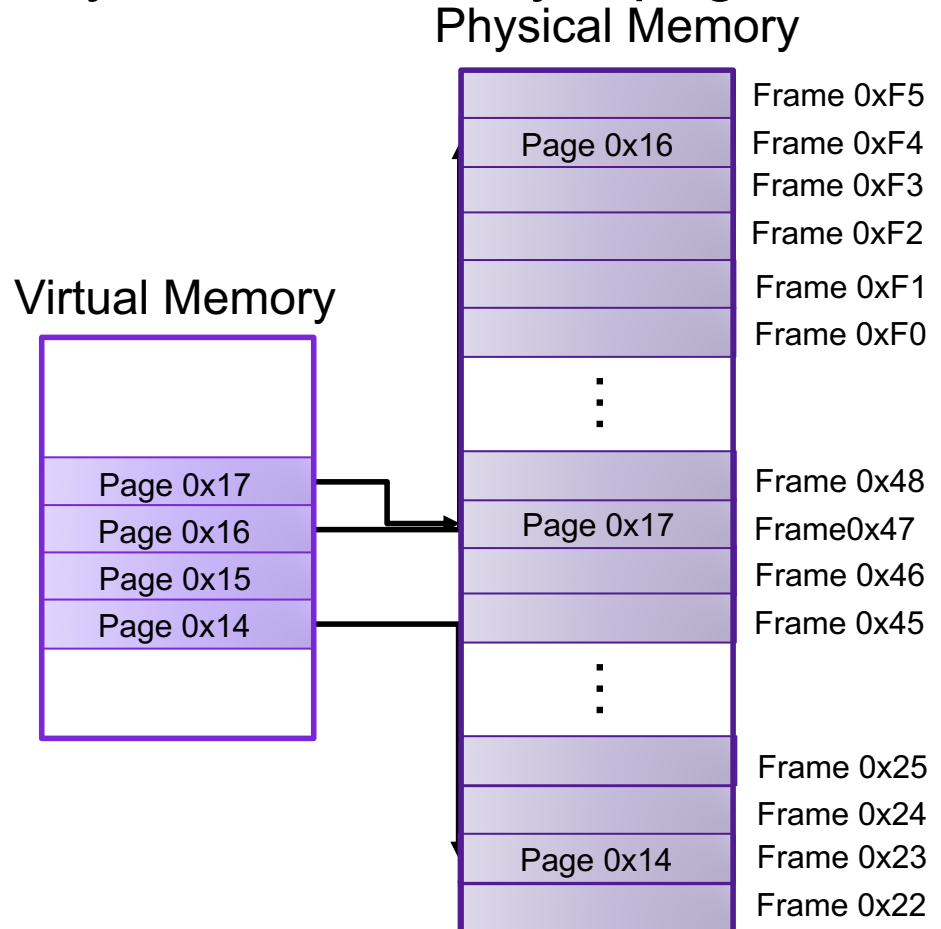 Physical Memory
Frame 0xF5
Page 0x16
Frame 0xF4
Frame 0xF3
Frame 0xF2
Frame 0xF1
Frame 0xF0
Virtual Memory
Page 0x17
Page 0x16
Page 0x15
Page 0x14
Frame 0x48
Page 0x17
Frame0x47
Frame 0x46
Frame 0x45
Frame 0x25
Frame 0x24
Page 0x14
Frame 0x23
Frame 0x22